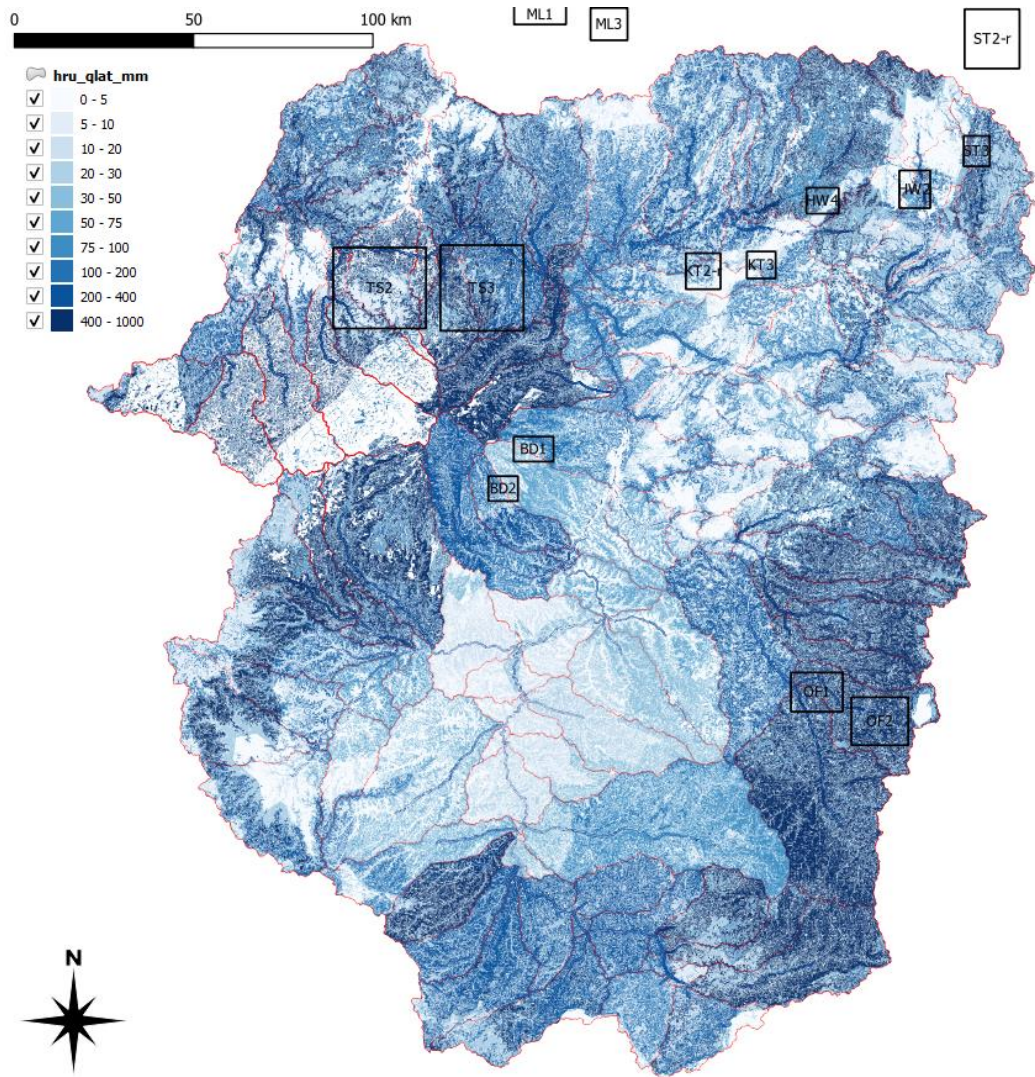 0 50 100 km
ML1
ML3
ST2-r
hru_qlat_mm
0 - 5
5 - 10
10 - 20
20 - 30
30 - 50
50 - 75
75 - 100
100 - 200
200 - 400
400 - 1000
ST3
HW2
HW4
KT2-r
KT3
TS2
TS3
BD1
BD2
OF1
OF2
N